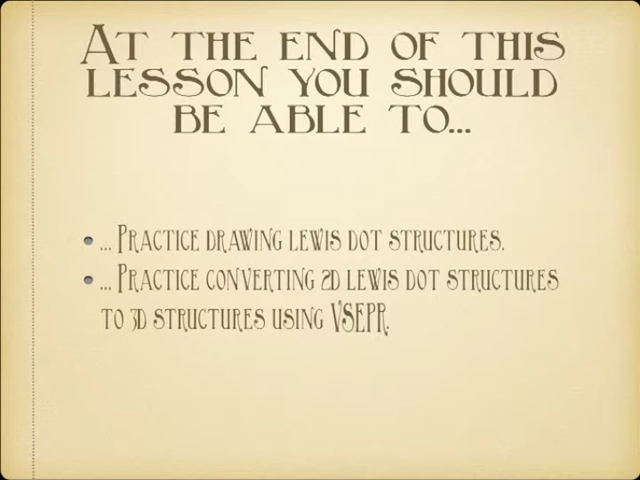 At the end of this
lesson you should
be able to...
• ... Practice drawing lewis dot structures.
• ... Practice converting 2d lewis dot structures
to 3d structures using VSEPR.